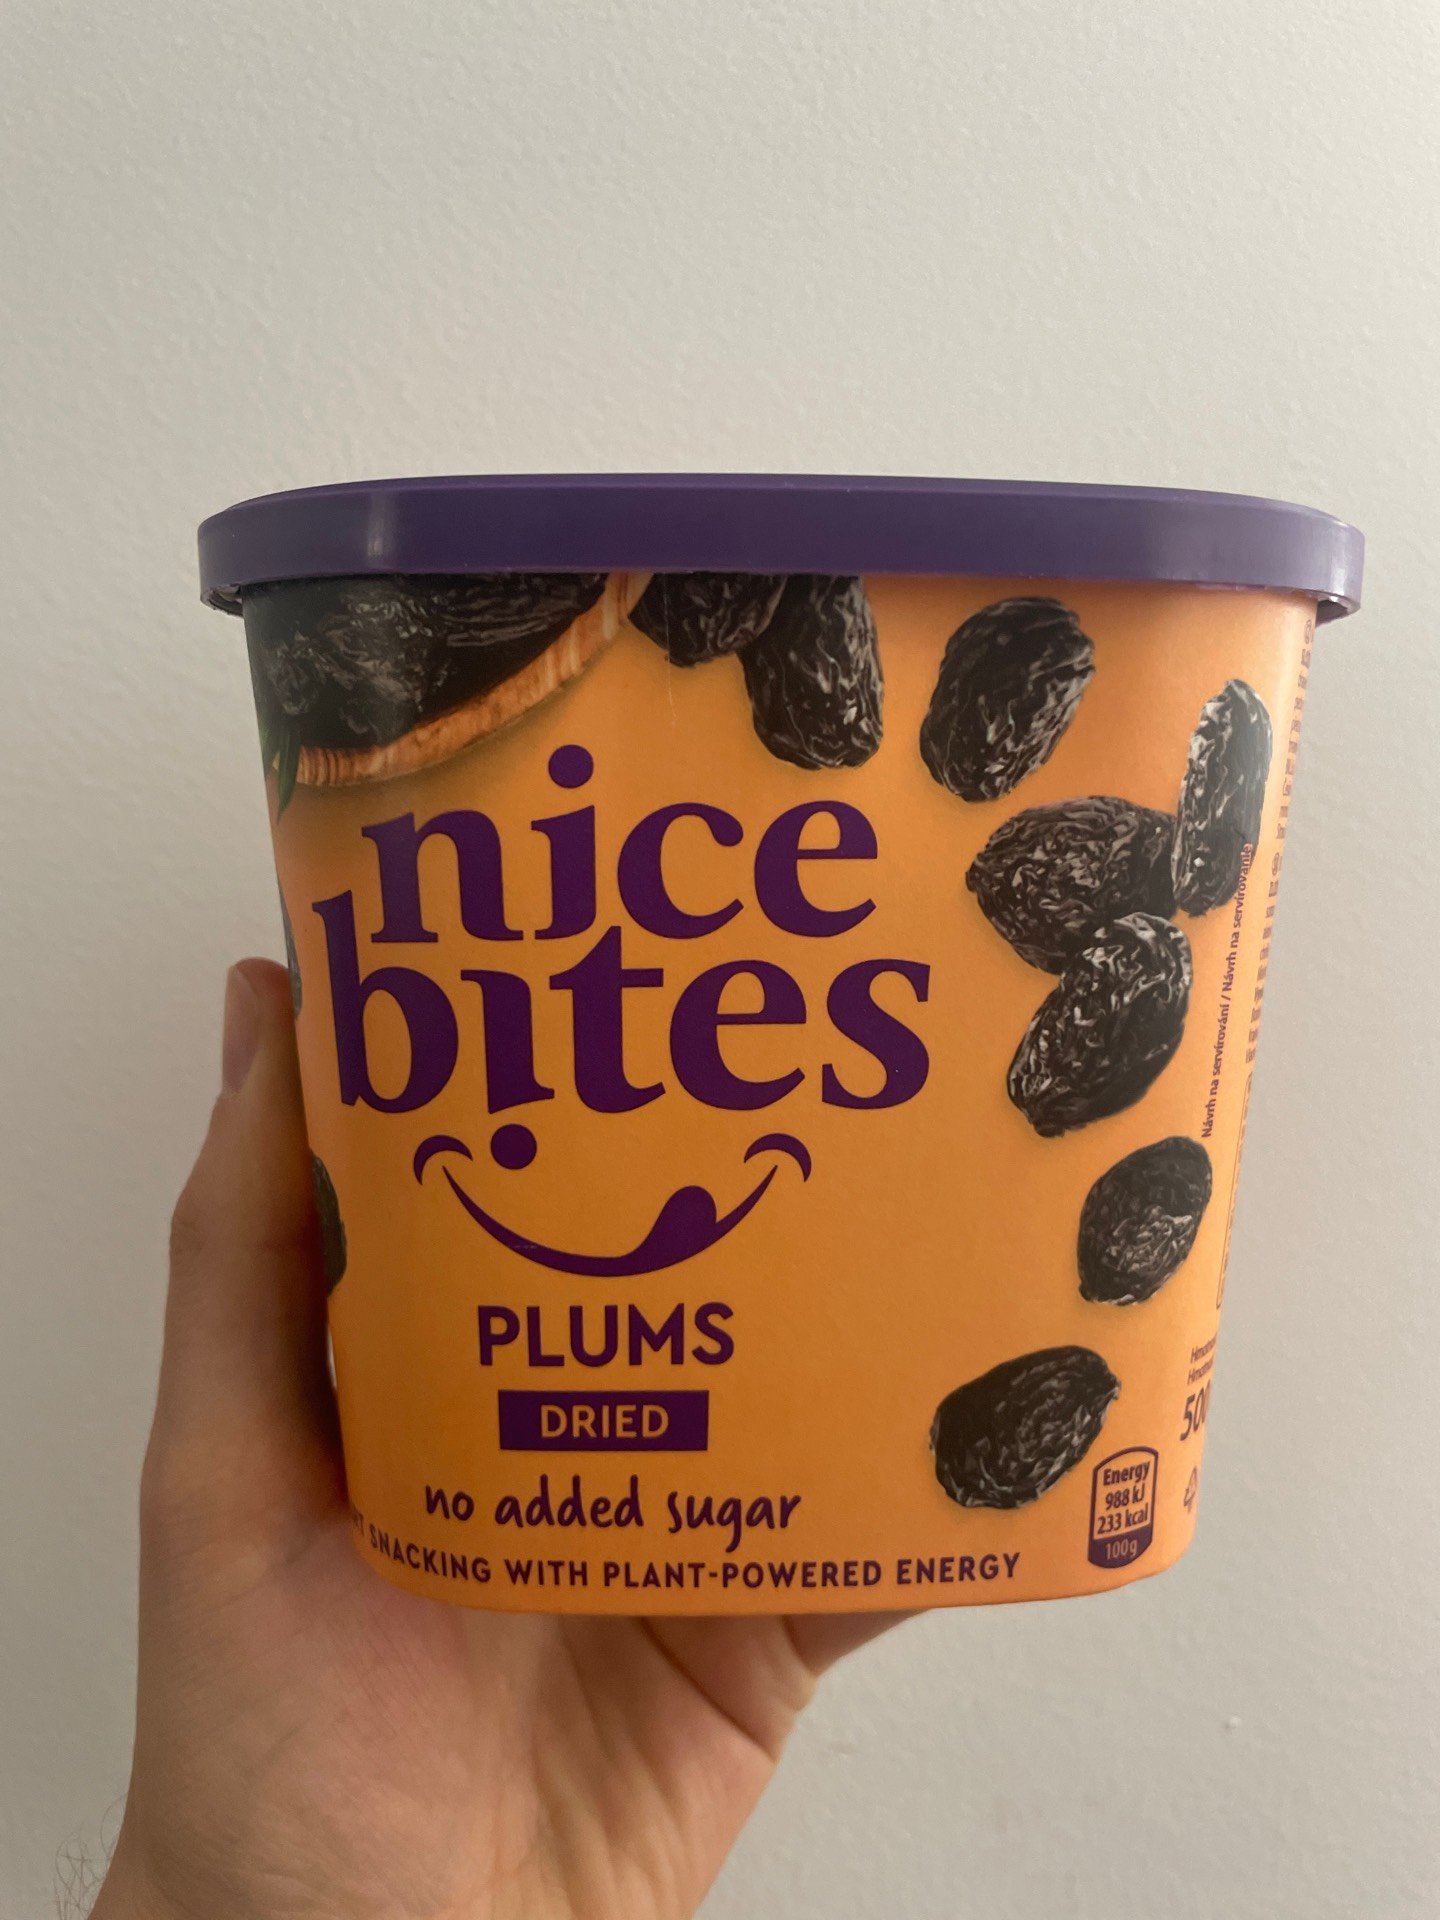 nice
bites
PLUMS
DRIED
no added sugar
SNACKING WITH PLANT-POWERED ENERGY
Návrh na servírování / Návrh na servírovanie
500
Energy
988 kJ
233 kcal
100g